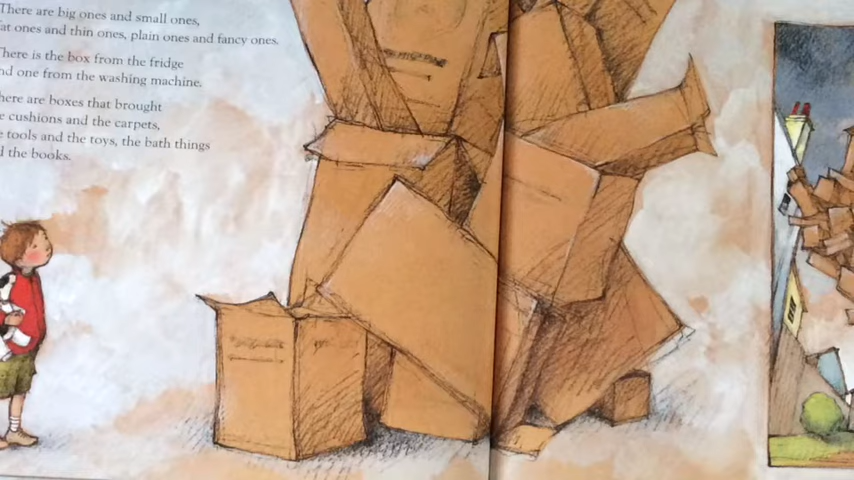 There are big ones and small ones,
at ones and thin ones, plain ones and fancy ones.
here is the box from the fridge
nd one from the washing machine.
here are boxes that brought
e cushions and the carpets,
e tools and the toys, the bath things
d the books.